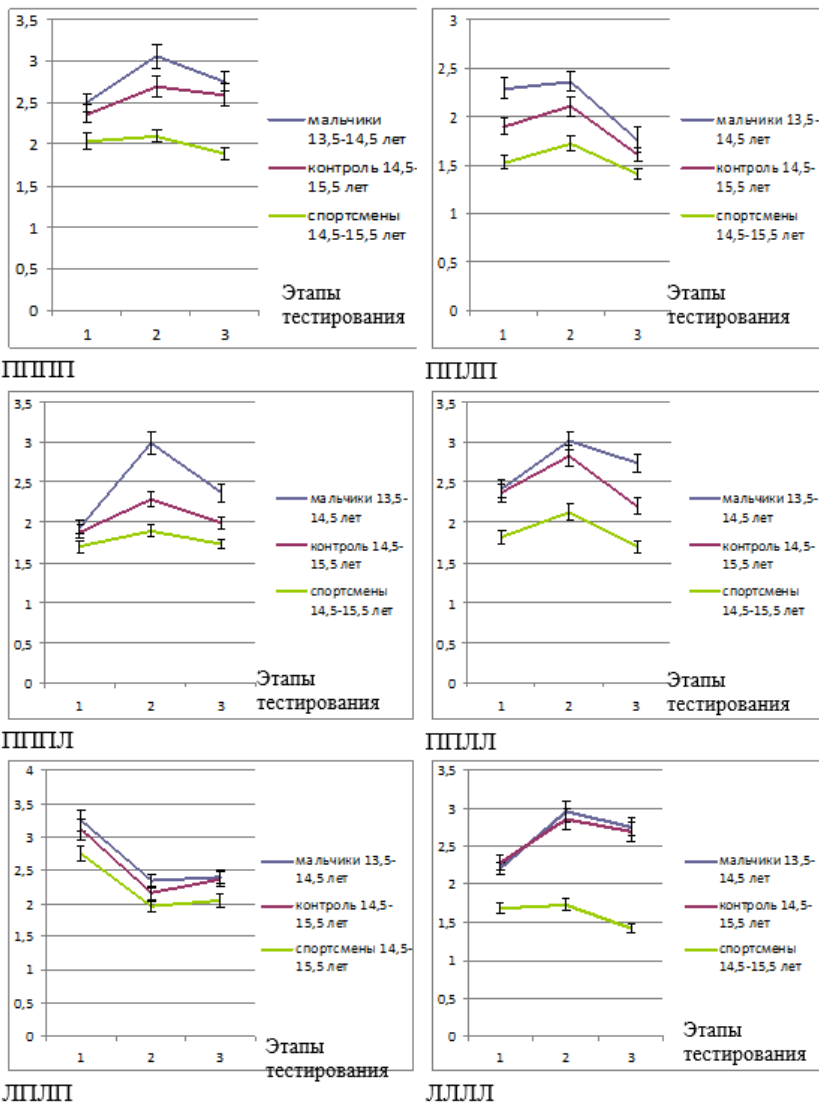 3,5
3
2,5
2
1,5
1
0,5
0
1 2 3
мальчики
13,5-14,5 лет
контроль 14,5-
15,5 лет
спортсмены
14,5-15,5 лет
Этапы
тестирования
ПППП
3
2,5
2
1,5
1
0,5
0
1 2 3
мальчики 13,5-
14,5 лет
контроль 14,5-
15,5 лет
спортсмены
14,5-15,5 лет
Этапы
тестирования
ППЛП
3,5
3
2,5
2
1,5
1
0,5
0
1 2 3
мальчики 13,5-
14,5 лет
контроль 14,5-
15,5 лет
спортсмены
14,5-15,5 лет
Этапы
тестирования
ПППЛ
3,5
3
2,5
2
1,5
1
0,5
0
1 2 3
мальчики 13,5-
14,5 лет
контроль 14,5-
15,5 лет
спортсмены
14,5-15,5 лет
Этапы
тестирования
ППЛЛ
4
3,5
3
2,5
2
1,5
1
0,5
0
1 2 3
мальчики 13,5-
14,5 лет
контроль 14,5-
15,5 лет
спортсмены 14,5-
15,5 лет
Этапы
тестирования
ЛПЛП
3,5
3
2,5
2
1,5
1
0,5
0
1 2 3
мальчики 13,5-
14,5 лет
контроль 14,5-
15,5 лет
спортсмены
14,5-15,5 лет
Этапы
тестирования
ЛЛЛЛ